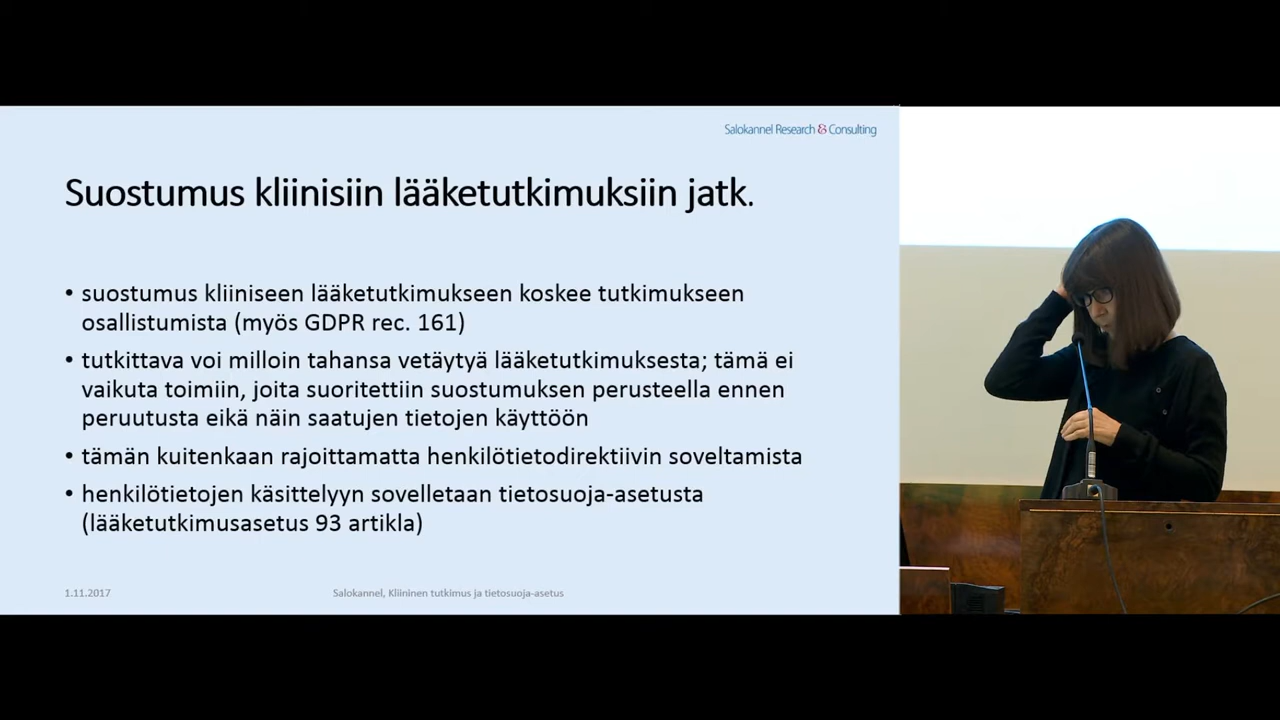 Salokannel Research & Consulting
Suostumus kliinisiin lääketutkimuksiin jatk.
• suostumus kliiniseen lääketutkimukseen koskee tutkimukseen
osallistumista (myös GDPR rec. 161)
• tutkittava voi milloin tahansa vetäytyä lääketutkimuksesta; tämä ei
vaikuta toimiin, joita suoritettiin suostumuksen perusteella ennen
peruutusta eikä näin saatujen tietojen käyttöön
• tämän kuitenkaan rajoittamatta henkilötietodirektiivin soveltamista
• henkilötietojen käsittelyyn sovelletaan tietosuoja-asetusta
(lääketutkimusasetus 93 artikla)
1.11.2017
Salokannel, Kliininen tutkimus ja tietosuoja-asetus